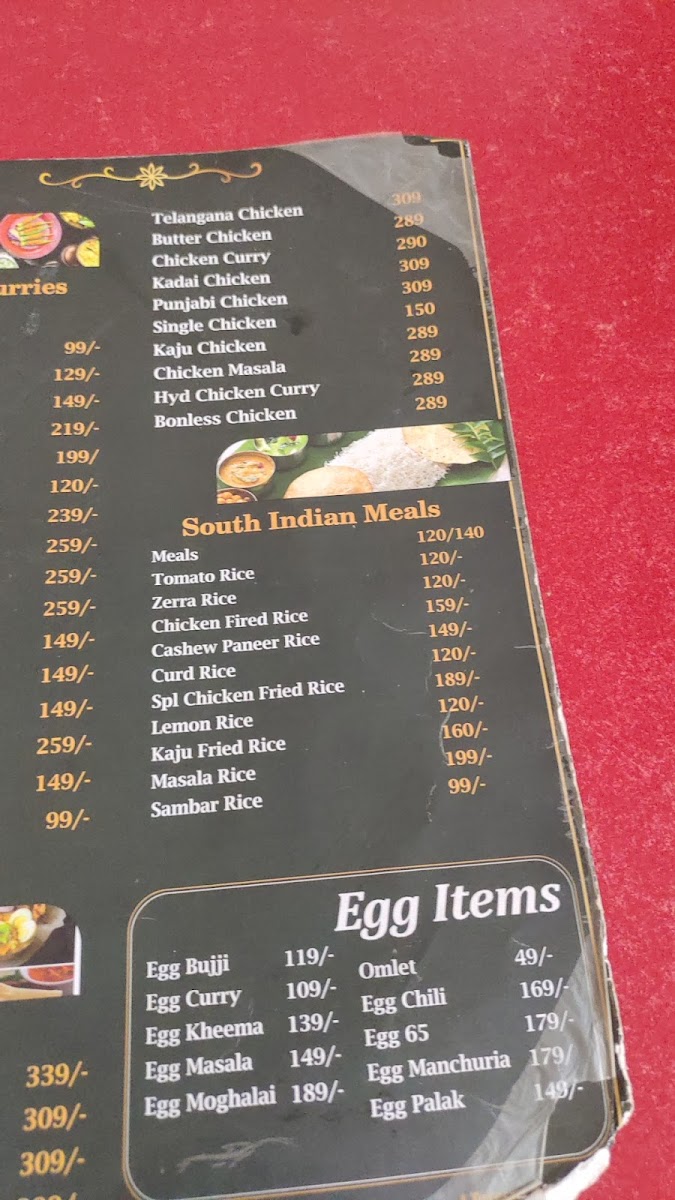 urries
99/-
129/-
149/-
219/-
199/
120/-
239/-
259/-
259/-
259/-
149/-
149/-
149/-
259/-
149/-
99/-
339/-
309/-
309/-
Telangana Chicken 309
Butter Chicken 289
Chicken Curry 290
Kadai Chicken 309
Punjabi Chicken 309
Single Chicken 150
Kaju Chicken 289
Chicken Masala 289
Hyd Chicken Curry 289
Bonless Chicken 289
South Indian Meals
Meals 120/140
Tomato Rice 120/-
Zerra Rice 120/-
Chicken Fired Rice 159/-
Cashew Paneer Rice 149/-
Curd Rice 120/-
Spl Chicken Fried Rice 189/-
Lemon Rice 120/-
Kaju Fried Rice 160/-
Masala Rice 199/-
Sambar Rice 99/-
Egg Items
Egg Bujji 119/- Omlet 49/-
Egg Curry 109/- Egg Chili 169/-
Egg Kheema 139/- Egg 65 179/-
Egg Masala 149/- Egg Manchuria 179/
Egg Moghalai 189/- Egg Palak 149/-